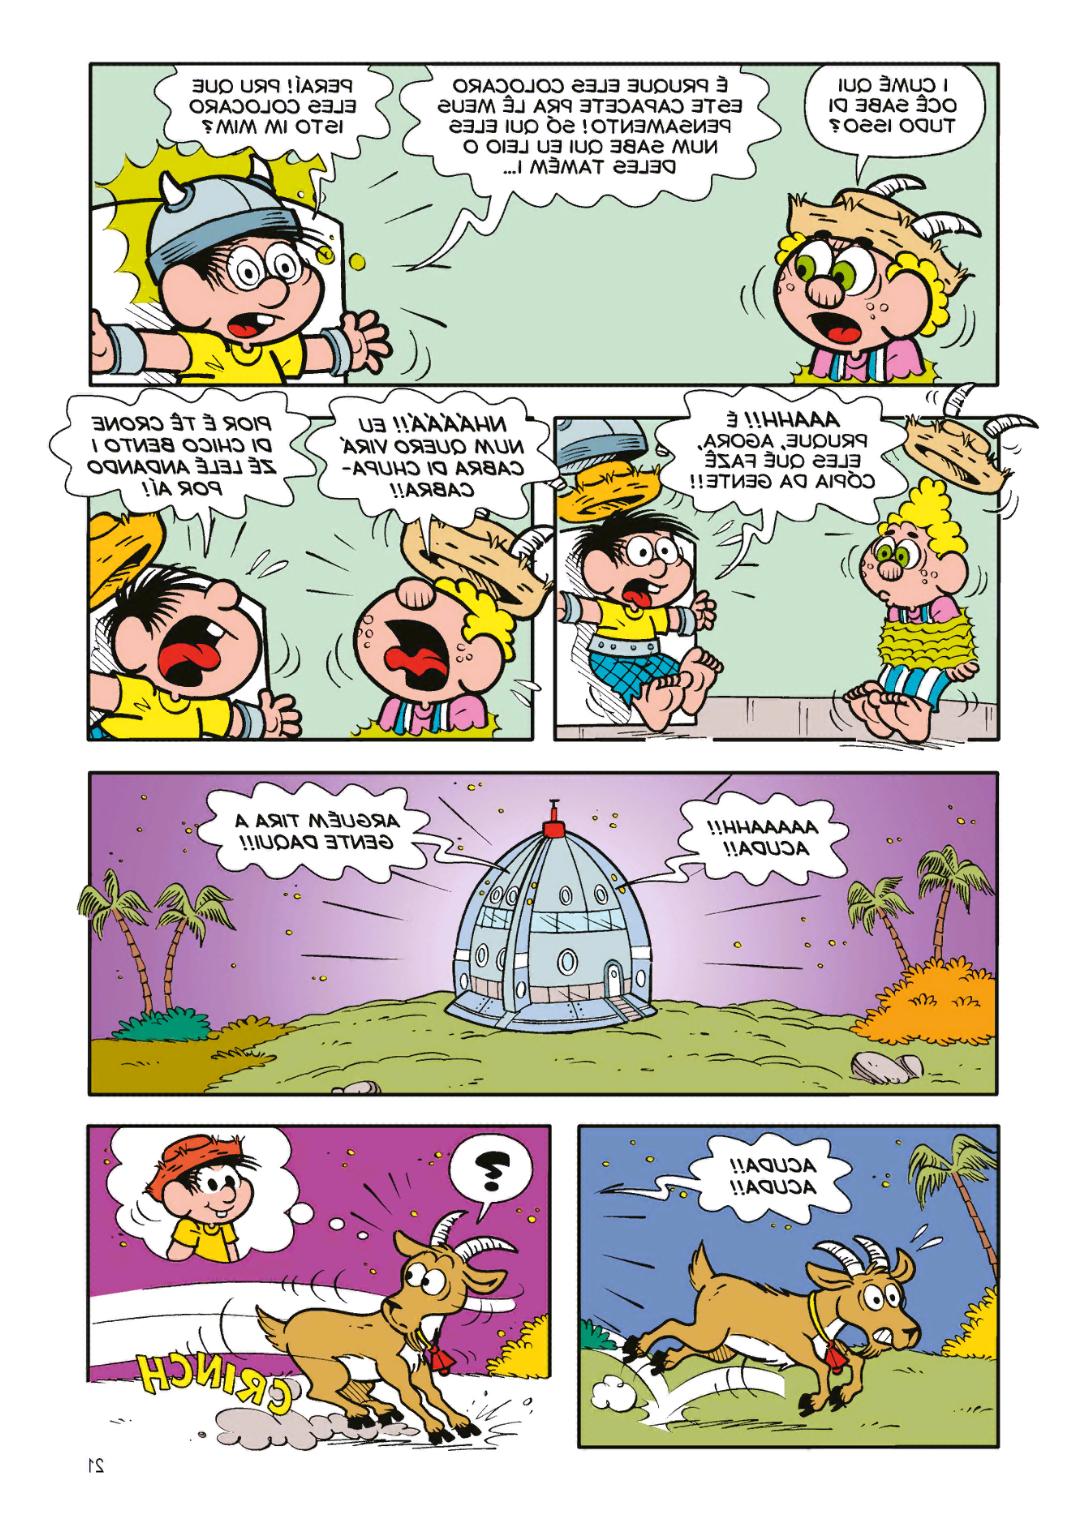 I CUMÉ QUI
OCÊ SABE DI
TUDO ISSO?
É PRUQUE ELES COLOCARO
ESTE CAPACETE PRA LÊ MEUS
PENSAMENTO! SÓ QUI ELES
NUM SABE QUI EU LEIO O
DELES TAMÉM I...
PERAÍ! PRU QUE
ELES COLOCARO
ISTO IM MIM?
AAAHH!! É
PRUQUE, AGORA,
ELES QUÉ FAZÊ
CÓPIA DA GENTE!!
NHÁÁÁÁ!! EU
NUM QUERO VIRÁ
CABRA DI CHUPA-
CABRA!!
PIOR É TÊ CRONE
DI CHICO BENTO I
ZÉ LELÉ ANDANDO
POR AÍ!
AAAAAHH!!
ACUDA!!
ARGUÉM TIRA A
GENTE DAQUI!!!
ACUDA!!
ACUDA!!
?
CRINCH
21